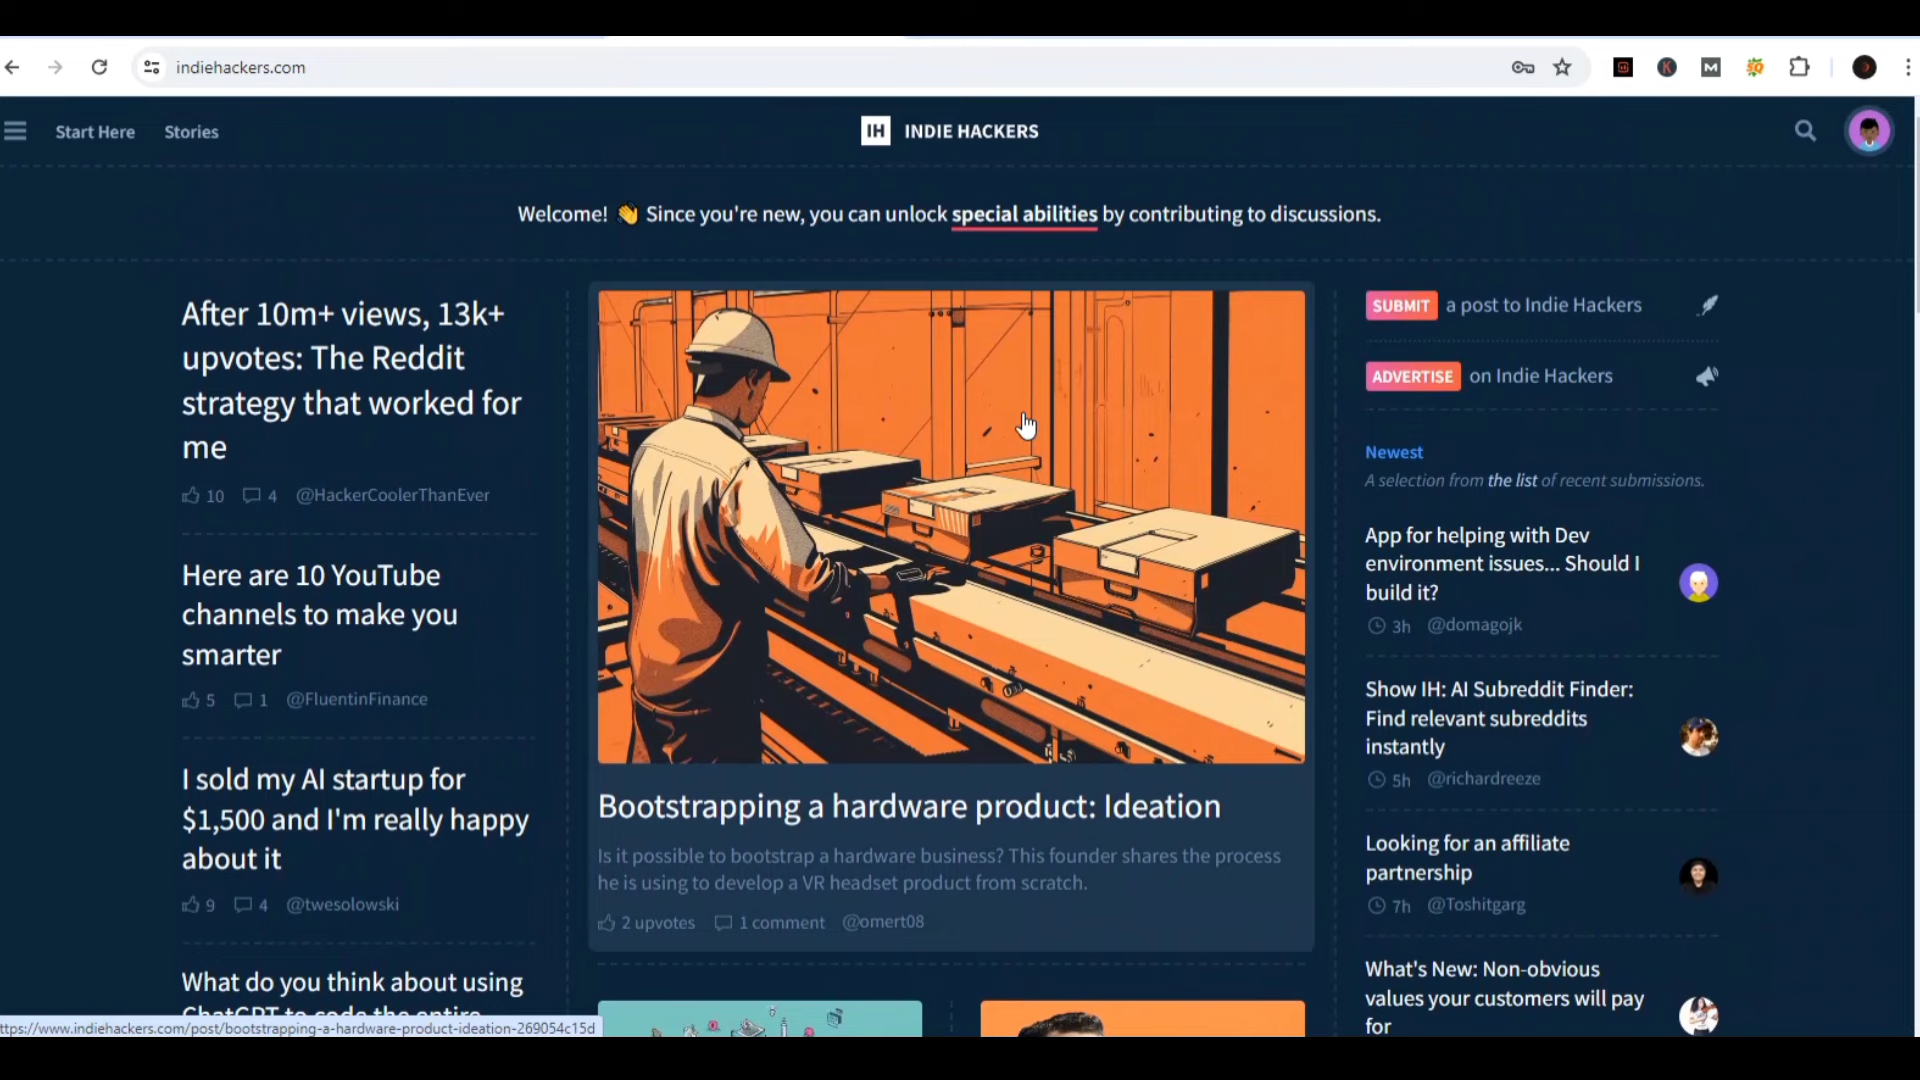 indiehackers.com
Start Here
Stories
IH INDIE HACKERS
Welcome! 👋 Since you're new, you can unlock special abilities by contributing to discussions.
After 10m+ views, 13k+
upvotes: The Reddit
strategy that worked for
me
10 4 @HackerCoolerThanEver
Here are 10 YouTube
channels to make you
smarter
5 1 @FluentinFinance
I sold my AI startup for
$1,500 and I'm really happy
about it
9 4 @twesolowski
What do you think about using
ChatGPT to code the entire
Bootstrapping a hardware product: Ideation
Is it possible to bootstrap a hardware business? This founder shares the process
he is using to develop a VR headset product from scratch.
2 upvotes 1 comment @omert08
SUBMIT a post to Indie Hackers
ADVERTISE on Indie Hackers
Newest
A selection from the list of recent submissions.
App for helping with Dev
environment issues... Should I
build it?
3h @domagojk
Show IH: AI Subreddit Finder:
Find relevant subreddits
instantly
5h @richardreeze
Looking for an affiliate
partnership
7h @Toshitgarg
What's New: Non-obvious
values your customers will pay
for
ttps://www.indiehackers.com/post/bootstrapping-a-hardware-product-ideation-269054c15d